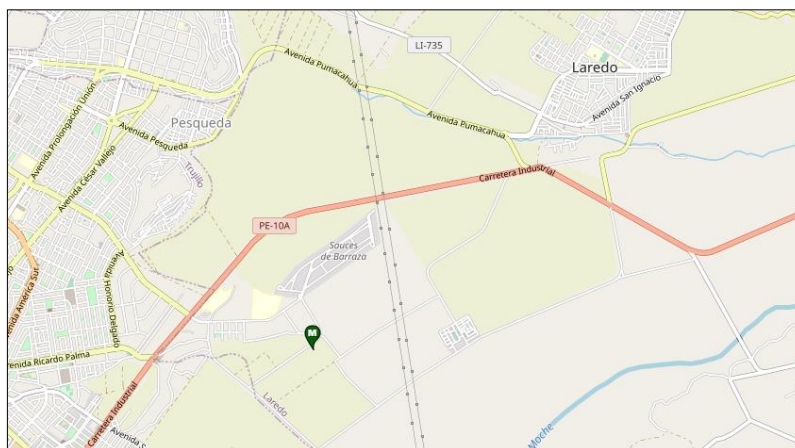 LI-735
Laredo
Avenida San Ignacio
Avenida Pumacahua
Avenida Pumacahua
Pesqueda
Avenida Pesqueda
Avenida Prolongación Unión
Avenida César Vallejo
Trujillo
Carretera Industrial
PE-10A
Sauces
de Barraza
Avenida Honorio Delgado
Avenida América Sur
Avenida Ricardo Palma
M
Laredo
Carretera Industrial
Moche